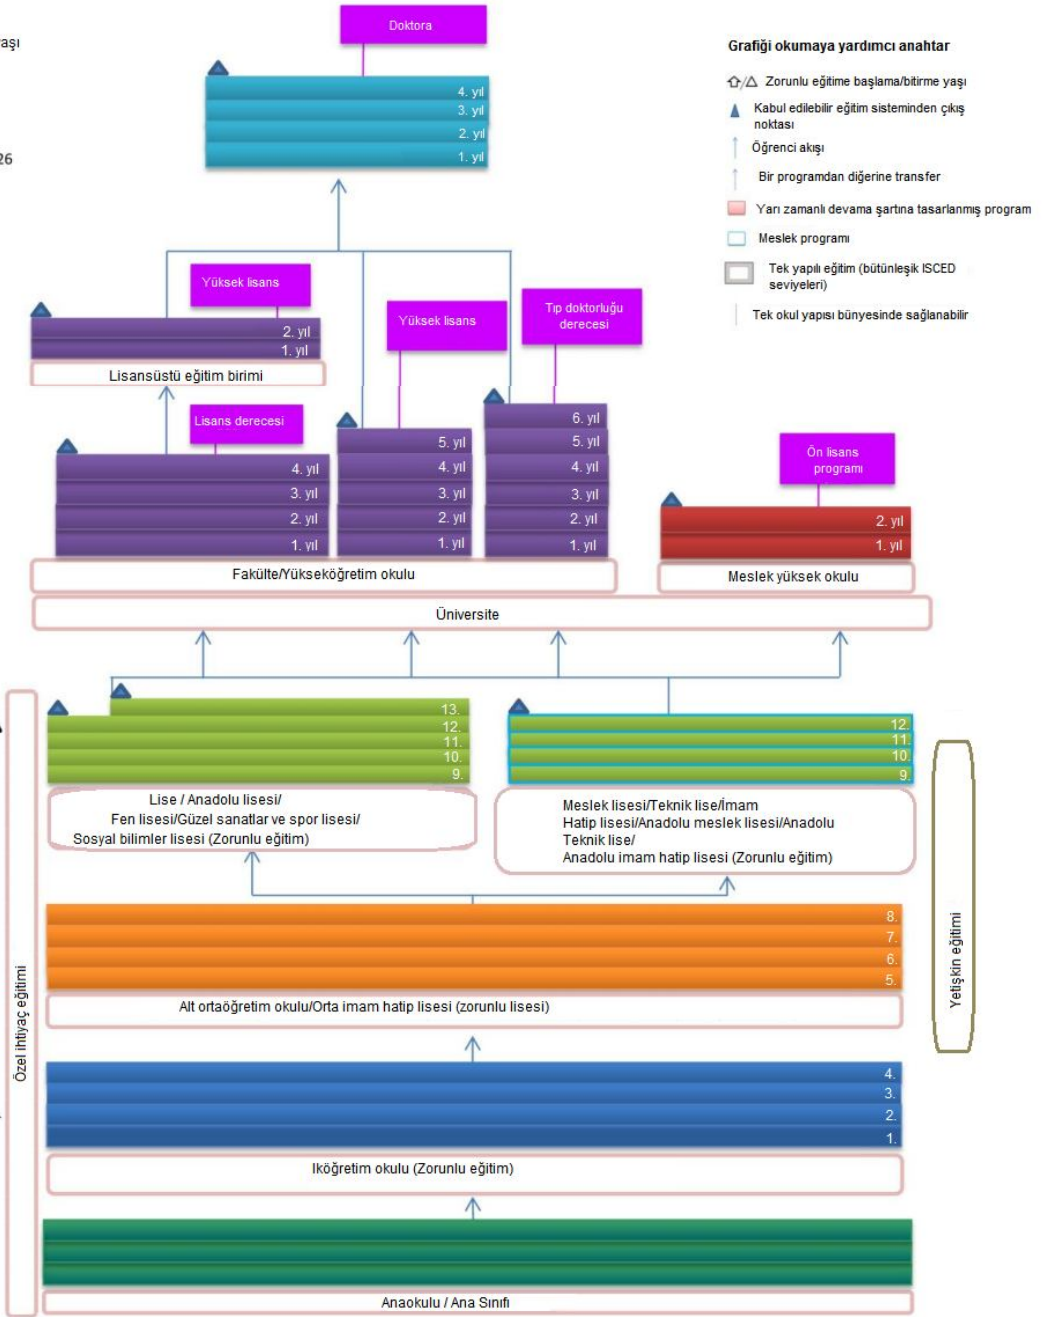 Doktora
yaşı
26
4. yıl
3. yıl
2. yıl
1. yıl
Grafiği okumaya yardımcı anahtar
Zorunlu eğitime başlama/bitirme yaşı
Kabul edilebilir eğitim sisteminden çıkış
noktası
Öğrenci akışı
Bir programdan diğerine transfer
Yarı zamanlı devama şartına tasarlanmış program
Meslek programı
Tek yapılı eğitim (bütünleşik ISCED
seviyeleri)
Tek okul yapısı bünyesinde sağlanabilir
Yüksek lisans
2. yıl
1. yıl
Lisansüstü eğitim birimi
Yüksek lisans
Tıp doktorluğu
derecesi
Lisans derecesi
4. yıl
3. yıl
2. yıl
1. yıl
5. yıl
4. yıl
3. yıl
2. yıl
1. yıl
6. yıl
5. yıl
4. yıl
3. yıl
2. yıl
1. yıl
Ön lisans
programı
2. yıl
1. yıl
Fakülte/Yükseköğretim okulu
Meslek yüksek okulu
Üniversite
13.
12.
11.
10.
9.
12.
11.
10.
9.
Lise / Anadolu lisesi/
Fen lisesi/Güzel sanatlar ve spor lisesi/
Sosyal bilimler lisesi (Zorunlu eğitim)
Meslek lisesi/Teknik lise/İmam
Hatip lisesi/Anadolu meslek lisesi/Anadolu
Teknik lise/
Anadolu imam hatip lisesi (Zorunlu eğitim)
8.
7.
6.
5.
Alt ortaöğretim okulu/Orta imam hatip lisesi (zorunlu lisesi)
4.
3.
2.
1.
Iköğretim okulu (Zorunlu eğitim)
Anaokulu / Ana Sınıfı
Özel ihtiyaç eğitimi
Yetişkin eğitimi